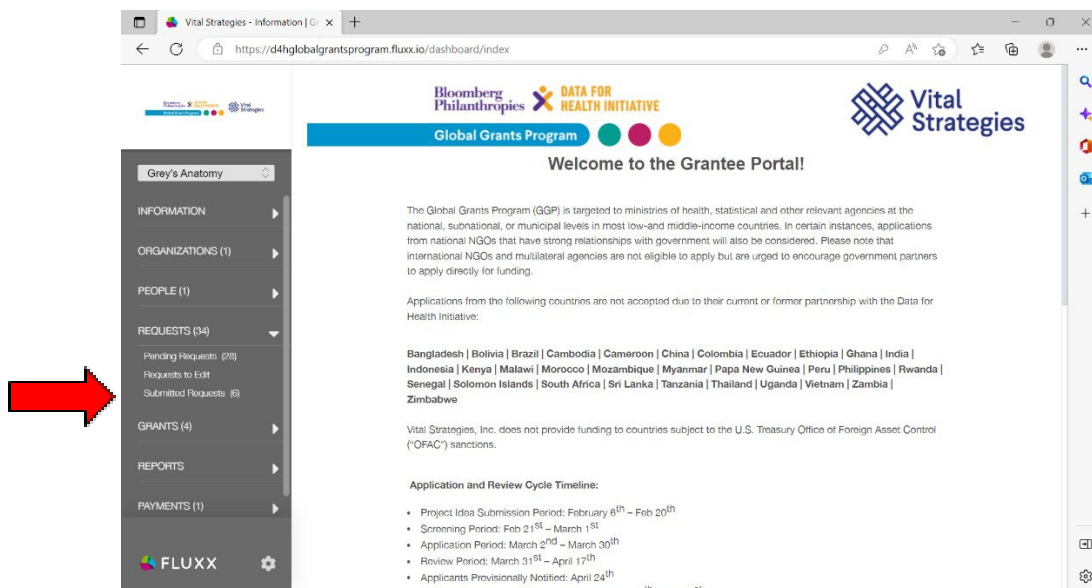 Vital Strategies - Information | G
https://d4hglobalgrantsprogram.fluxx.io/dashboard/index
Bloomberg
Philanthropies
DATA FOR
HEALTH INITIATIVE
Global Grants Program
Vital
Strategies
Vital
Strategies
Welcome to the Grantee Portal!
Grey's Anatomy
INFORMATION
ORGANIZATIONS (1)
PEOPLE (1)
REQUESTS (34)
Pending Requests (28)
Requests to Edit
Submitted Requests (6)
GRANTS (4)
REPORTS
PAYMENTS (1)
FLUXX
The Global Grants Program (GGP) is targeted to ministries of health, statistical and other relevant agencies at the
national, subnational, or municipal levels in most low-and middle-income countries. In certain instances, applications
from national NGOs that have strong relationships with government will also be considered. Please note that
international NGOs and multilateral agencies are not eligible to apply but are urged to encourage government partners
to apply directly for funding.
Applications from the following countries are not accepted due to their current or former partnership with the Data for
Health Initiative:
Bangladesh | Bolivia | Brazil | Cambodia | Cameroon | China | Colombia | Ecuador | Ethiopia | Ghana | India |
Indonesia | Kenya | Malawi | Morocco | Mozambique | Myanmar | Papa New Guinea | Peru | Philippines | Rwanda |
Senegal | Solomon Islands | South Africa | Sri Lanka | Tanzania | Thailand | Uganda | Vietnam | Zambia |
Zimbabwe
Vital Strategies, Inc. does not provide funding to countries subject to the U.S. Treasury Office of Foreign Asset Control
("OFAC") sanctions.
Application and Review Cycle Timeline:
• Project Idea Submission Period: February 6th – Feb 20th
• Screening Period: Feb 21st – March 1st
• Application Period: March 2nd – March 30th
• Review Period: March 31st – April 17th
• Applicants Provisionally Notified: April 24th